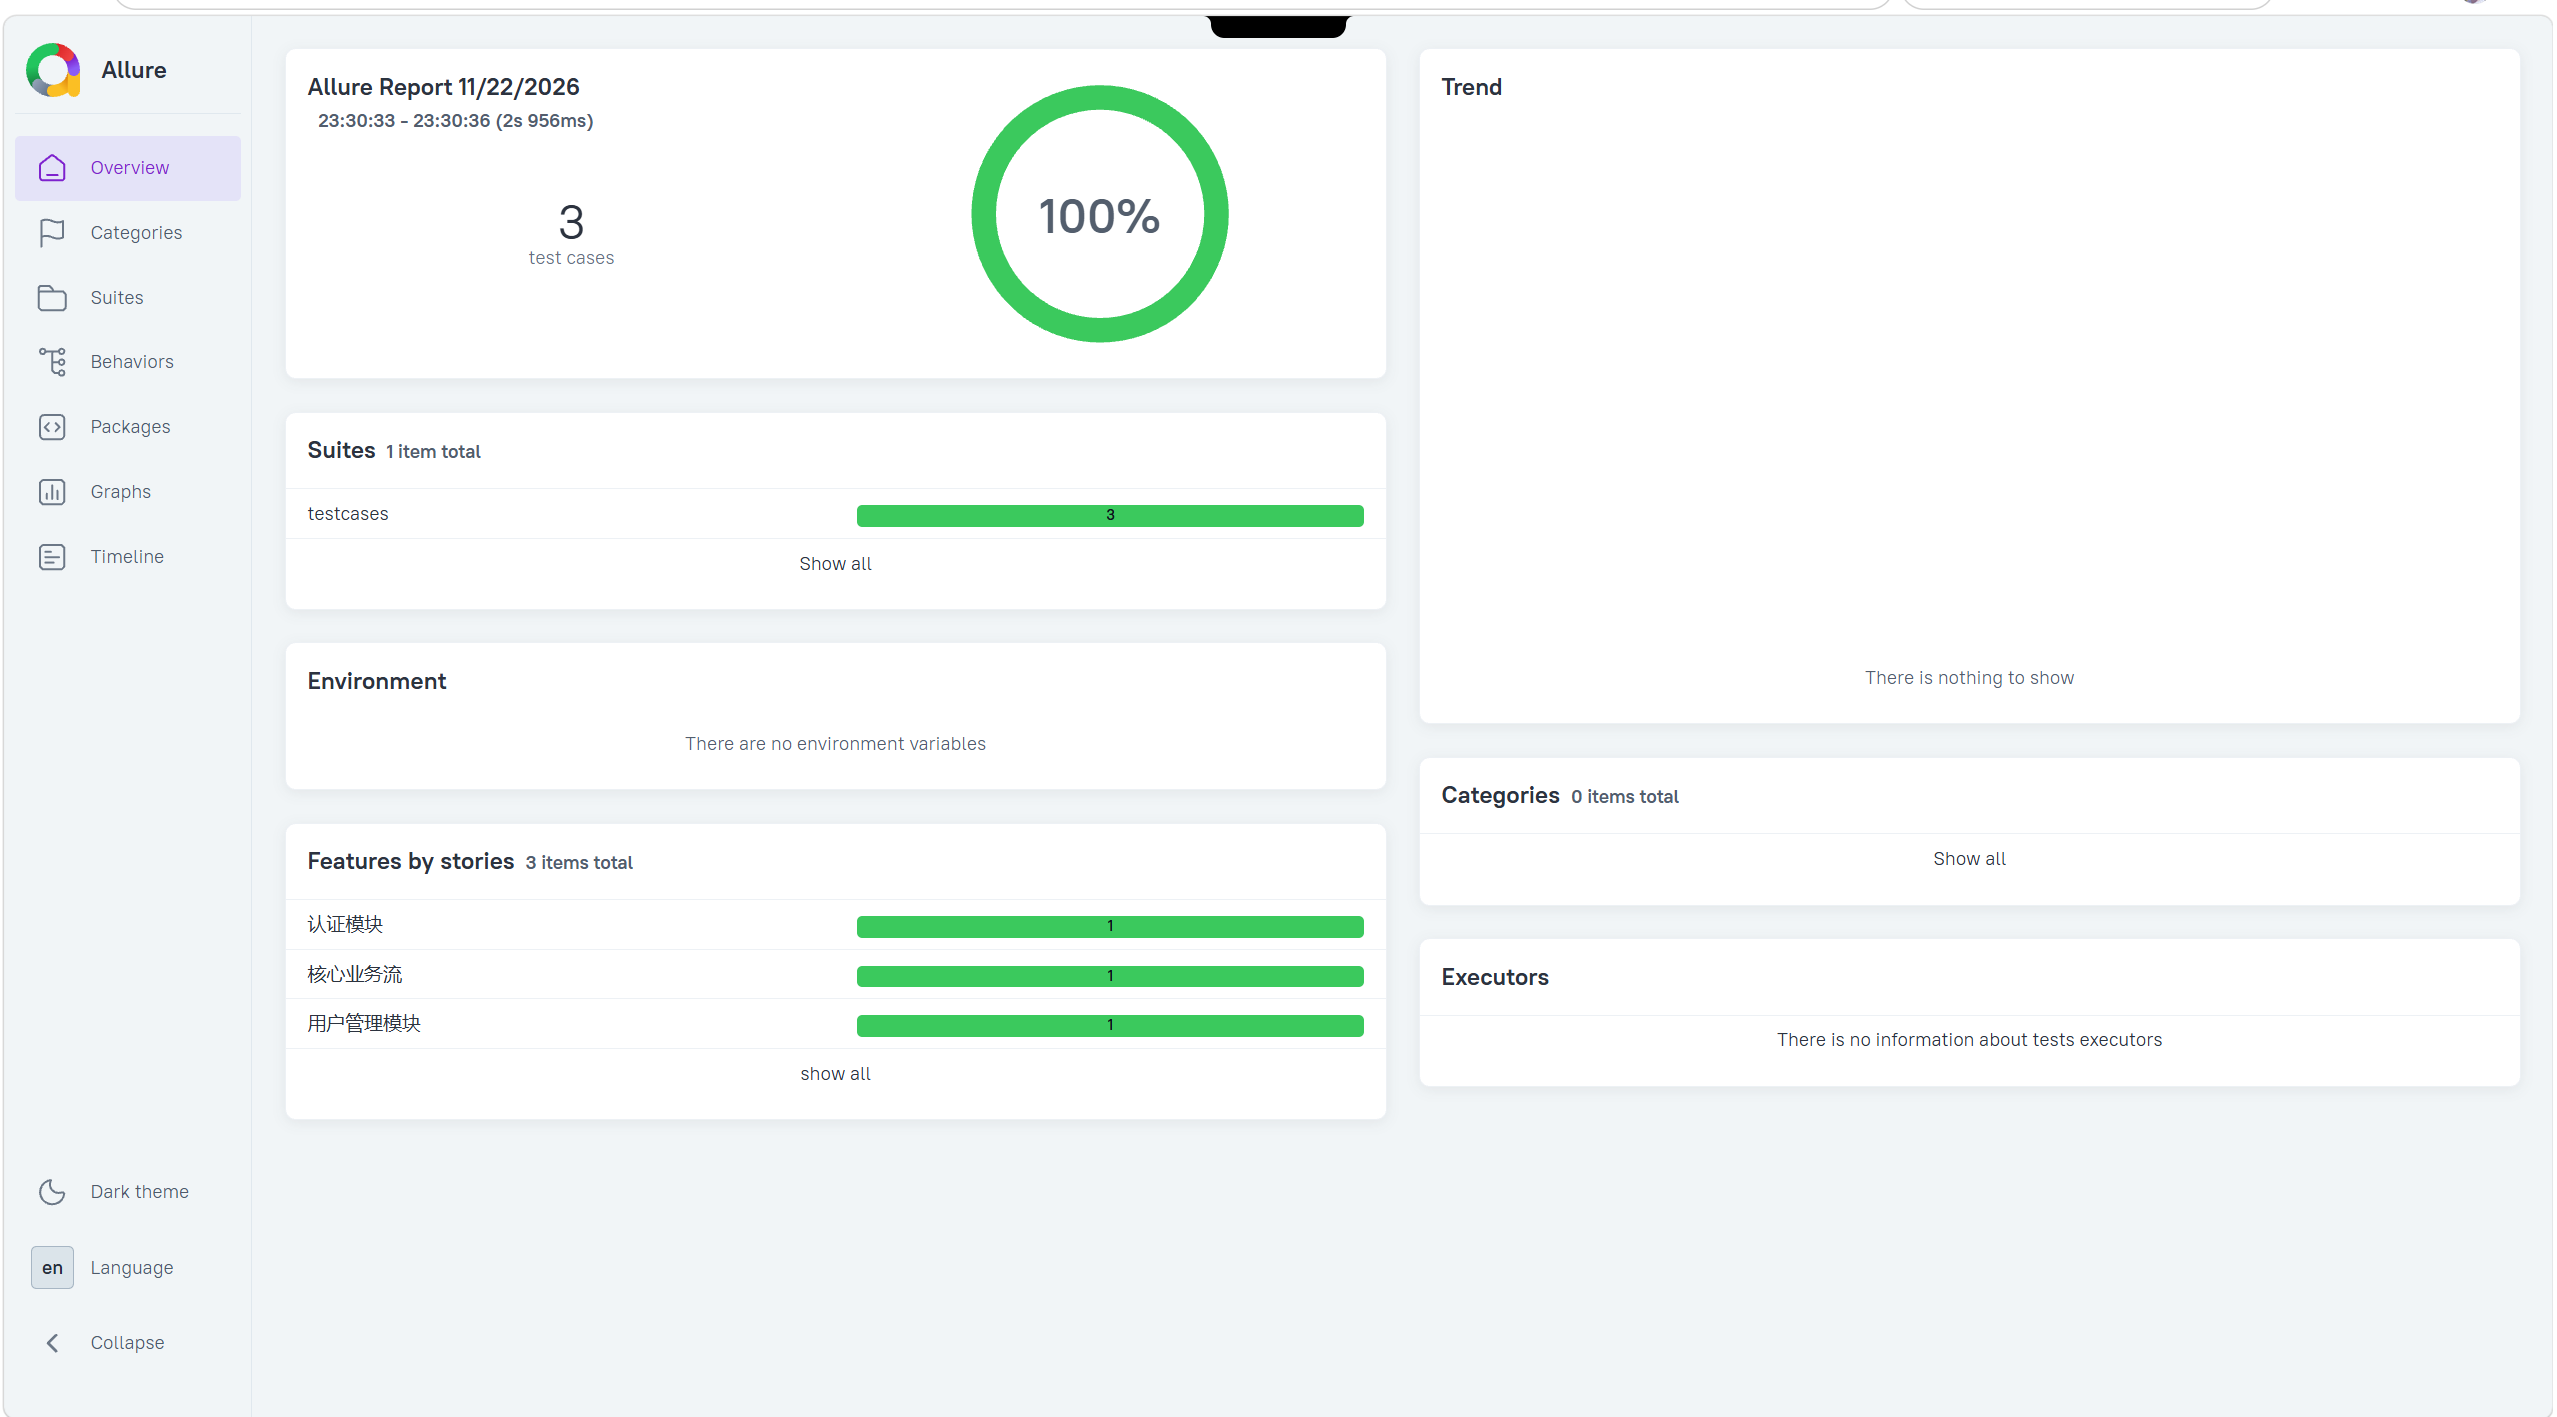 Allure
Overview
Categories
Suites
Behaviors
Packages
Graphs
Timeline
Dark theme
en Language
Collapse
Allure Report 11/22/2026
23:30:33 - 23:30:36 (2s 956ms)
3
test cases
100%
Suites 1 item total
testcases 3
Show all
Environment
There are no environment variables
Features by stories 3 items total
认证模块 1
核心业务流 1
用户管理模块 1
show all
Trend
There is nothing to show
Categories 0 items total
Show all
Executors
There is no information about tests executors